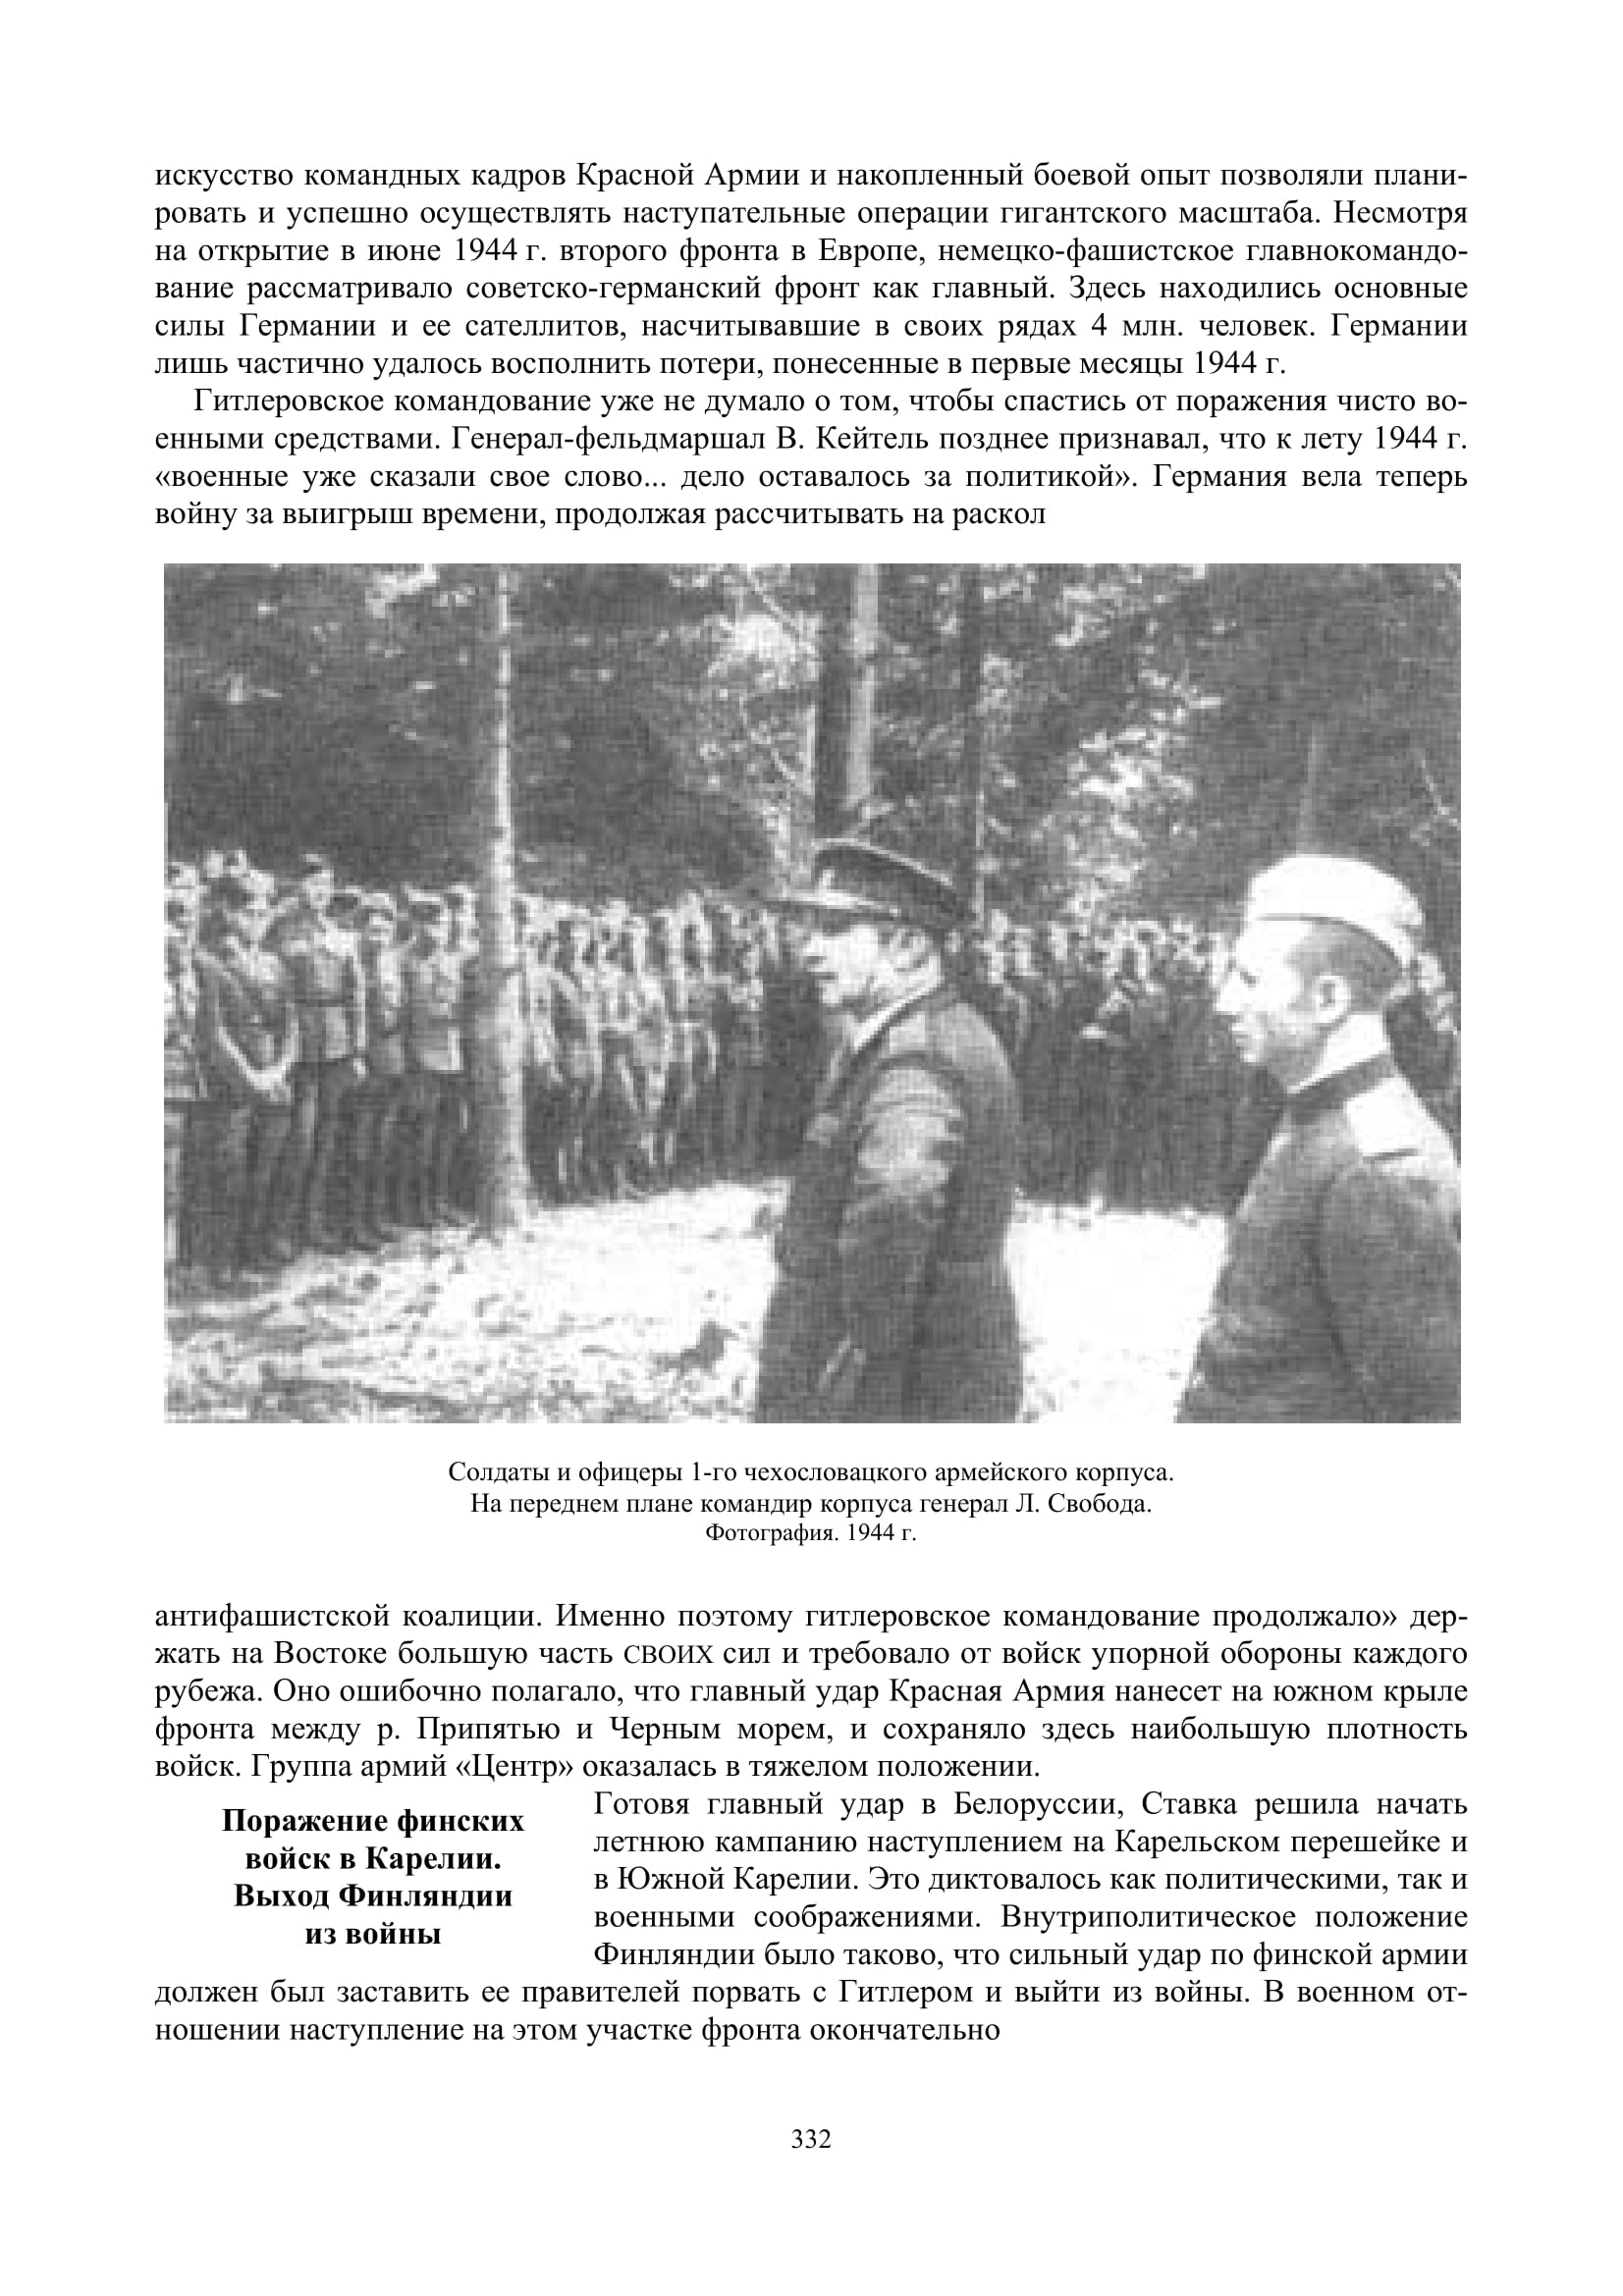 искусство командных кадров Красной Армии и накопленный боевой опыт позволяли плани-
ровать и успешно осуществлять наступательные операции гигантского масштаба. Несмотря
на открытие в июне 1944 г. второго фронта в Европе, немецко-фашистское главнокомандо-
вание рассматривало советско-германский фронт как главный. Здесь находились основные
силы Германии и ее сателлитов, насчитывавшие в своих рядах 4 млн. человек. Германии
лишь частично удалось восполнить потери, понесенные в первые месяцы 1944 г.
Гитлеровское командование уже не думало о том, чтобы спастись от поражения чисто во-
енными средствами. Генерал-фельдмаршал В. Кейтель позднее признавал, что к лету 1944 г.
«военные уже сказали свое слово... дело оставалось за политикой». Германия вела теперь
войну за выигрыш времени, продолжая рассчитывать на раскол
Солдаты и офицеры 1-го чехословацкого армейского корпуса.
На переднем плане командир корпуса генерал Л. Свобода.
Фотография. 1944 г.
антифашистской коалиции. Именно поэтому гитлеровское командование продолжало» дер-
жать на Востоке большую часть СВОИХ сил и требовало от войск упорной обороны каждого
рубежа. Оно ошибочно полагало, что главный удар Красная Армия нанесет на южном крыле
фронта между р. Припятью и Черным морем, и сохраняло здесь наибольшую плотность
войск. Группа армий «Центр» оказалась в тяжелом положении.
Поражение финских
войск в Карелии.
Выход Финляндии
из войны
Готовя главный удар в Белоруссии, Ставка решила начать
летнюю кампанию наступлением на Карельском перешейке и
в Южной Карелии. Это диктовалось как политическими, так и
военными соображениями. Внутриполитическое положение
Финляндии было таково, что сильный удар по финской армии
должен был заставить ее правителей порвать с Гитлером и выйти из войны. В военном от-
ношении наступление на этом участке фронта окончательно
332